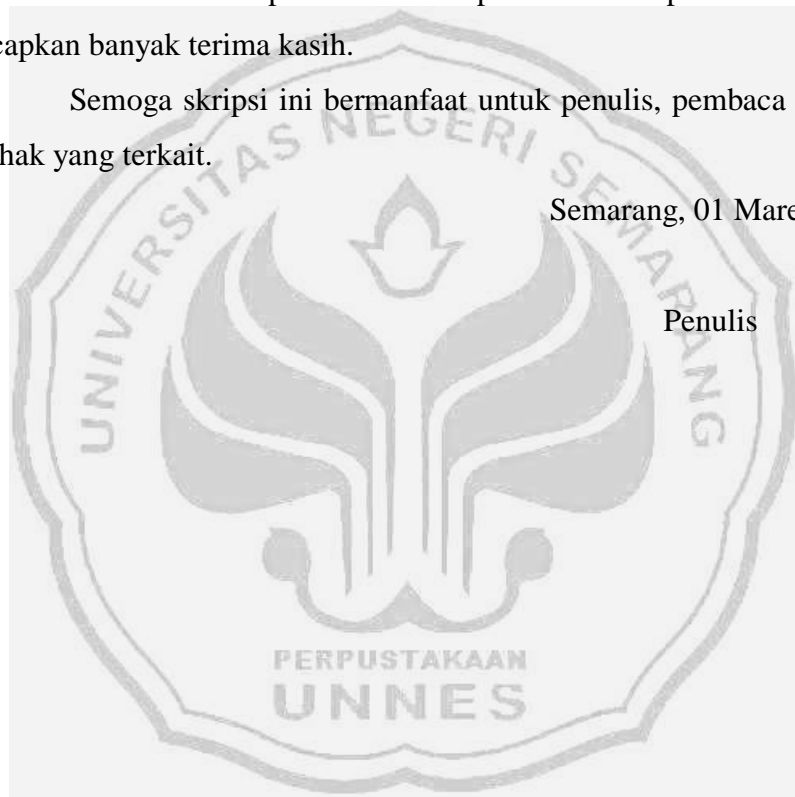 capkan banyak terima kasih.
Semoga skripsi ini bermanfaat untuk penulis, pembaca
hak yang terkait.
Semarang, 01 Mare
Penulis
UNIVERSITAS NEGERI SEMARANG
PERPUSTAKAAN
UNNES